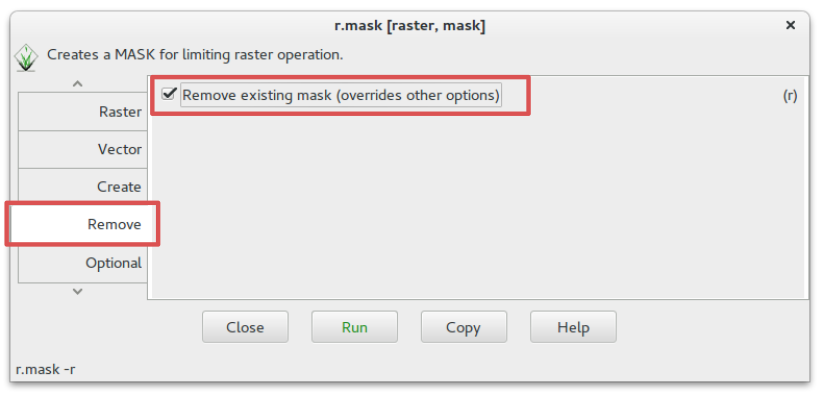 r.mask [raster, mask]
×
Creates a MASK for limiting raster operation.
Raster
Vector
Create
Remove
Optional
Remove existing mask (overrides other options)
(r)
Close
Run
Copy
Help
r.mask -r